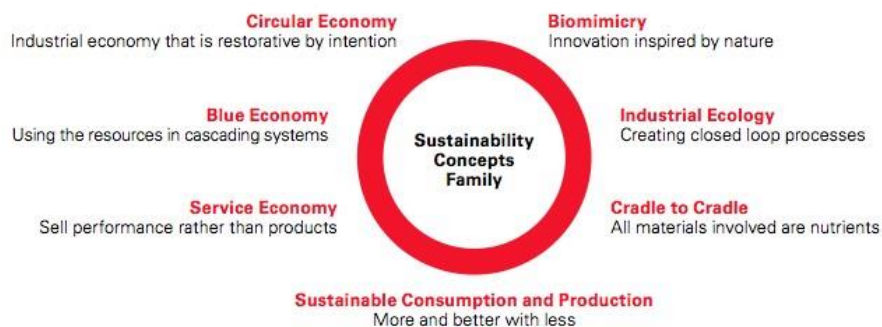 Circular Economy
Industrial economy that is restorative by intention
Biomimicry
Innovation inspired by nature
Blue Economy
Using the resources in cascading systems
Industrial Ecology
Creating closed loop processes
Sustainability
Concepts
Family
Service Economy
Sell performance rather than products
Cradle to Cradle
All materials involved are nutrients
Sustainable Consumption and Production
More and better with less